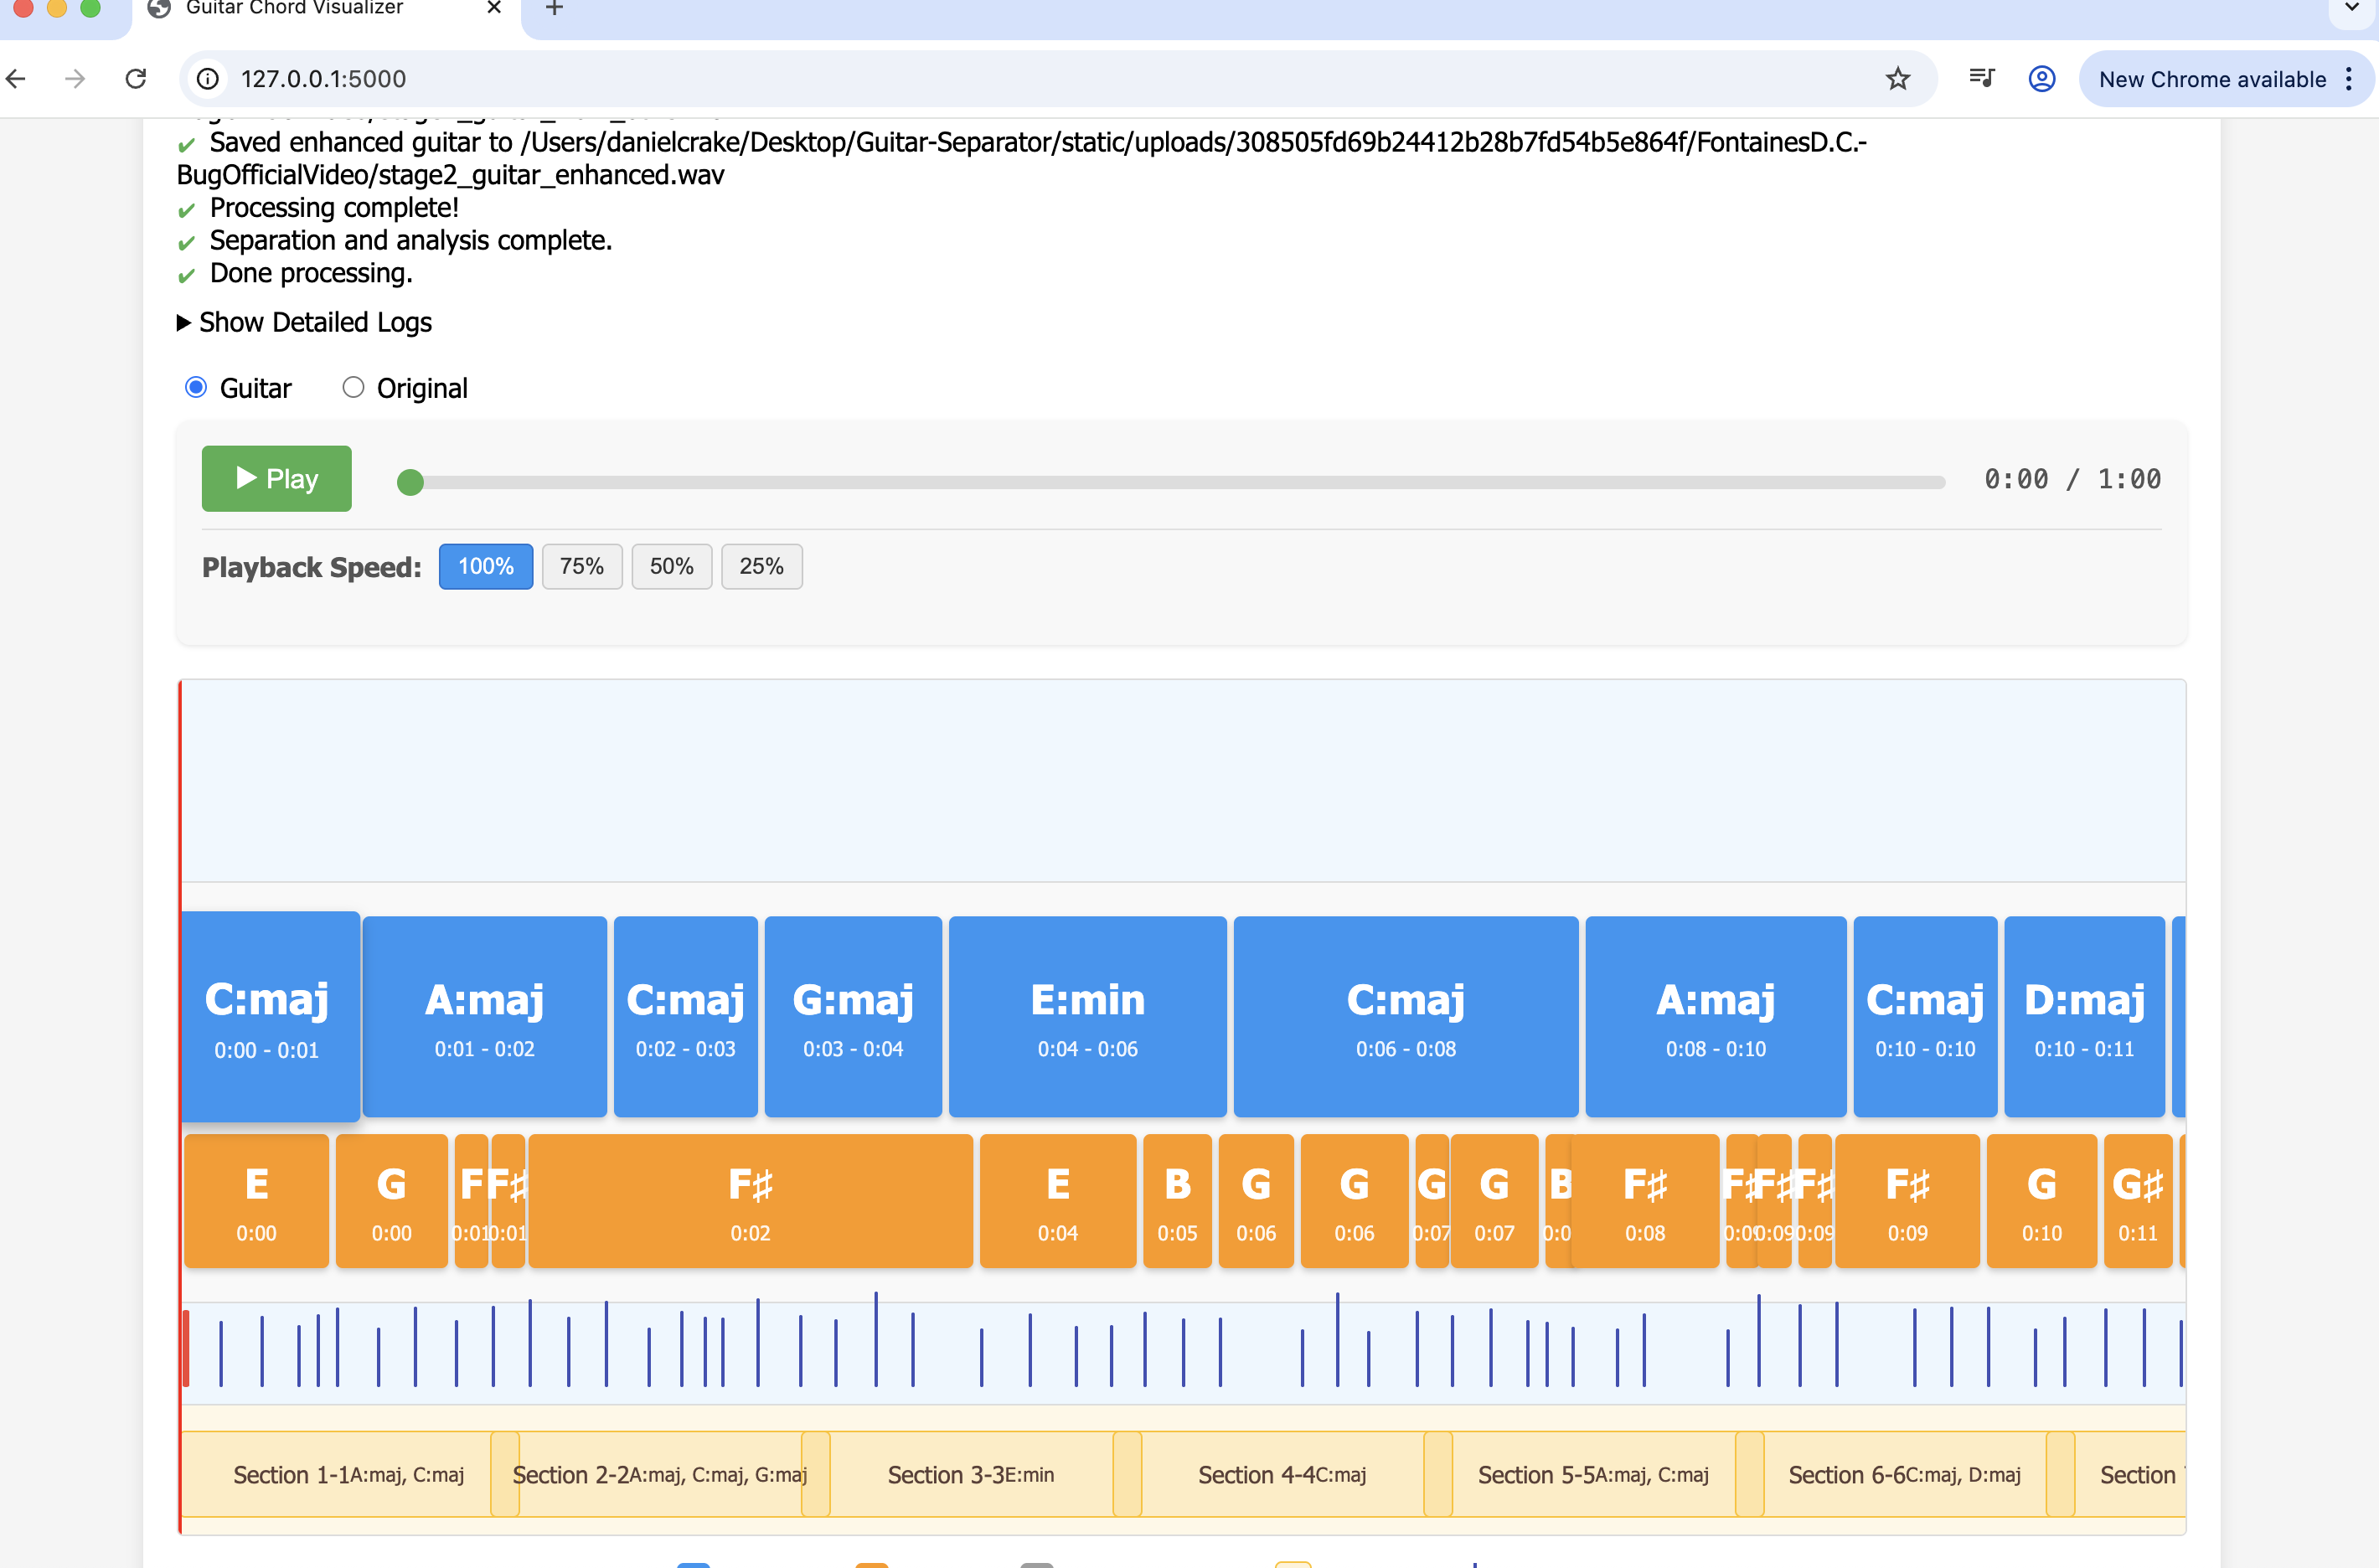 Guitar Chord Visualizer
127.0.0.1:5000
New Chrome available
✔ Saved enhanced guitar to /Users/danielcrake/Desktop/Guitar-Separator/static/uploads/308505fd69b24412b28b7fd54b5e864f/FontainesD.C.-
BugOfficialVideo/stage2_guitar_enhanced.wav
✔ Processing complete!
✔ Separation and analysis complete.
✔ Done processing.
▶ Show Detailed Logs
Guitar Original
▶ Play 0:00 / 1:00
Playback Speed: 100% 75% 50% 25%
C:maj A:maj C:maj G:maj E:min C:maj A:maj C:maj D:maj
0:00 - 0:01 0:01 - 0:02 0:02 - 0:03 0:03 - 0:04 0:04 - 0:06 0:06 - 0:08 0:08 - 0:10 0:10 - 0:10 0:10 - 0:11
E G F F♯ F♯ E B G G G G B F♯ F♯ F♯ F♯ F♯ G G♯
0:00 0:00 0:01 0:01 0:02 0:04 0:05 0:06 0:06 0:07 0:07 0:0 0:08 0:09 0:09 0:09 0:09 0:10 0:11
Section 1-1A:maj, C:maj Section 2-2A:maj, C:maj, G:maj Section 3-3E:min Section 4-4C:maj Section 5-5A:maj, C:maj Section 6-6C:maj, D:maj Section